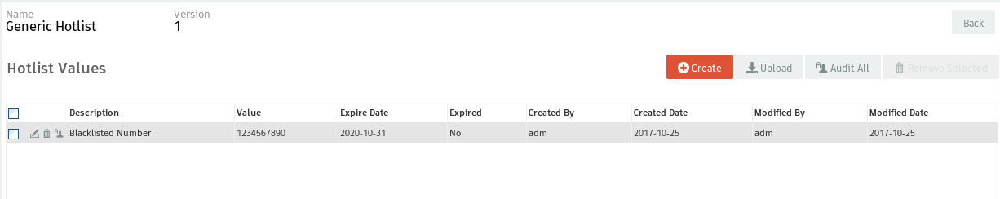 Name Version
Generic Hotlist 1
Back
Hotlist Values
Create Upload Audit All Remove Selected
Description Value Expire Date Expired Created By Created Date Modified By Modified Date
Blacklisted Number 1234567890 2020-10-31 No adm 2017-10-25 adm 2017-10-25